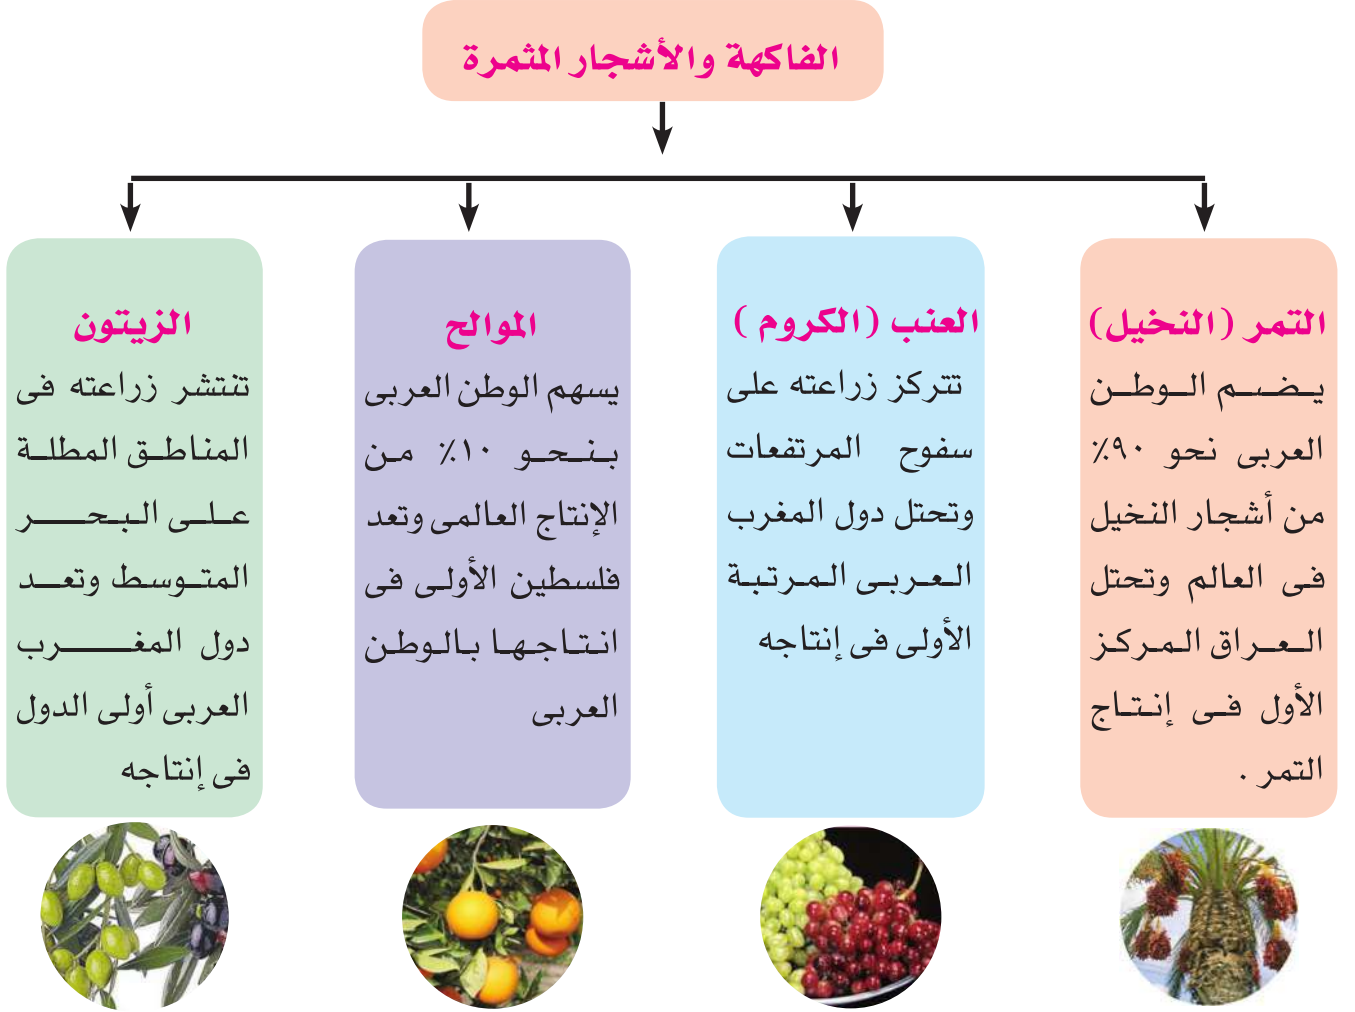 الفاكهة والأشجار المثمرة
التمر (النخيل)
يضم الوطن
العربى نحو ٩٠٪
من أشجار النخيل
فى العالم وتحتل
العراق المركز
الأول فى إنتاج
التمر .
العنب (الكروم )
تتركز زراعته على
سفوح المرتفعات
وتحتل دول المغرب
العربى المرتبة
الأولى فى إنتاجه
الموالح
يسهم الوطن العربى
بنحو ١٠٪ من
الإنتاج العالمى وتعد
فلسطين الأولى فى
انتاجها بالوطن
العربى
الزيتون
تنتشر زراعته فى
المناطق المطلة
على البحر
المتوسط وتعد
دول المغرب
العربى أولى الدول
فى إنتاجه